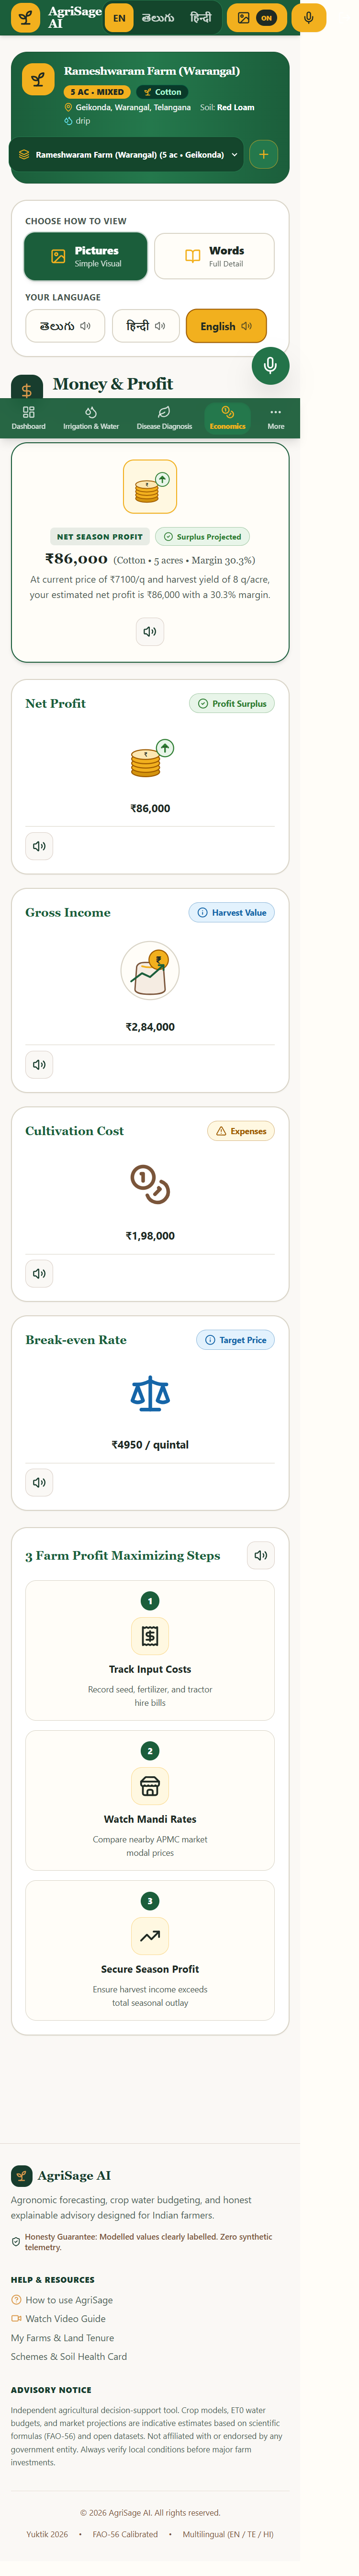 AgriSage
AI
EN
తెలుగు
हिन्दी
ON
Rameshwaram Farm (Warangal)
5 AC • MIXED
Cotton
Geikonda, Warangal, Telangana
Soil: Red Loam
drip
Rameshwaram Farm (Warangal) (5 ac • Geikonda)
CHOOSE HOW TO VIEW
Pictures
Simple Visual
Words
Full Detail
YOUR LANGUAGE
తెలుగు
हिन्दी
English
Money & Profit
Dashboard
Irrigation & Water
Disease Diagnosis
Economics
More
NET SEASON PROFIT
Surplus Projected
₹86,000 (Cotton • 5 acres • Margin 30.3%)
At current price of ₹7100/q and harvest yield of 8 q/acre,
your estimated net profit is ₹86,000 with a 30.3% margin.
Net Profit
Profit Surplus
₹86,000
Gross Income
Harvest Value
₹
₹2,84,000
Cultivation Cost
Expenses
₹1,98,000
Break-even Rate
Target Price
₹4950 / quintal
3 Farm Profit Maximizing Steps
1
Track Input Costs
Record seed, fertilizer, and tractor
hire bills
2
Watch Mandi Rates
Compare nearby APMC market
modal prices
3
Secure Season Profit
Ensure harvest income exceeds
total seasonal outlay
AgriSage AI
Agronomic forecasting, crop water budgeting, and honest
explainable advisory designed for Indian farmers.
Honesty Guarantee: Modelled values clearly labelled. Zero synthetic
telemetry.
HELP & RESOURCES
How to use AgriSage
Watch Video Guide
My Farms & Land Tenure
Schemes & Soil Health Card
ADVISORY NOTICE
Independent agricultural decision-support tool. Crop models, ET0 water
budgets, and market projections are indicative estimates based on scientific
formulas (FAO-56) and open datasets. Not affiliated with or endorsed by any
government entity. Always verify local conditions before major farm
investments.
© 2026 AgriSage AI. All rights reserved.
Yuktik 2026 • FAO-56 Calibrated • Multilingual (EN / TE / HI)